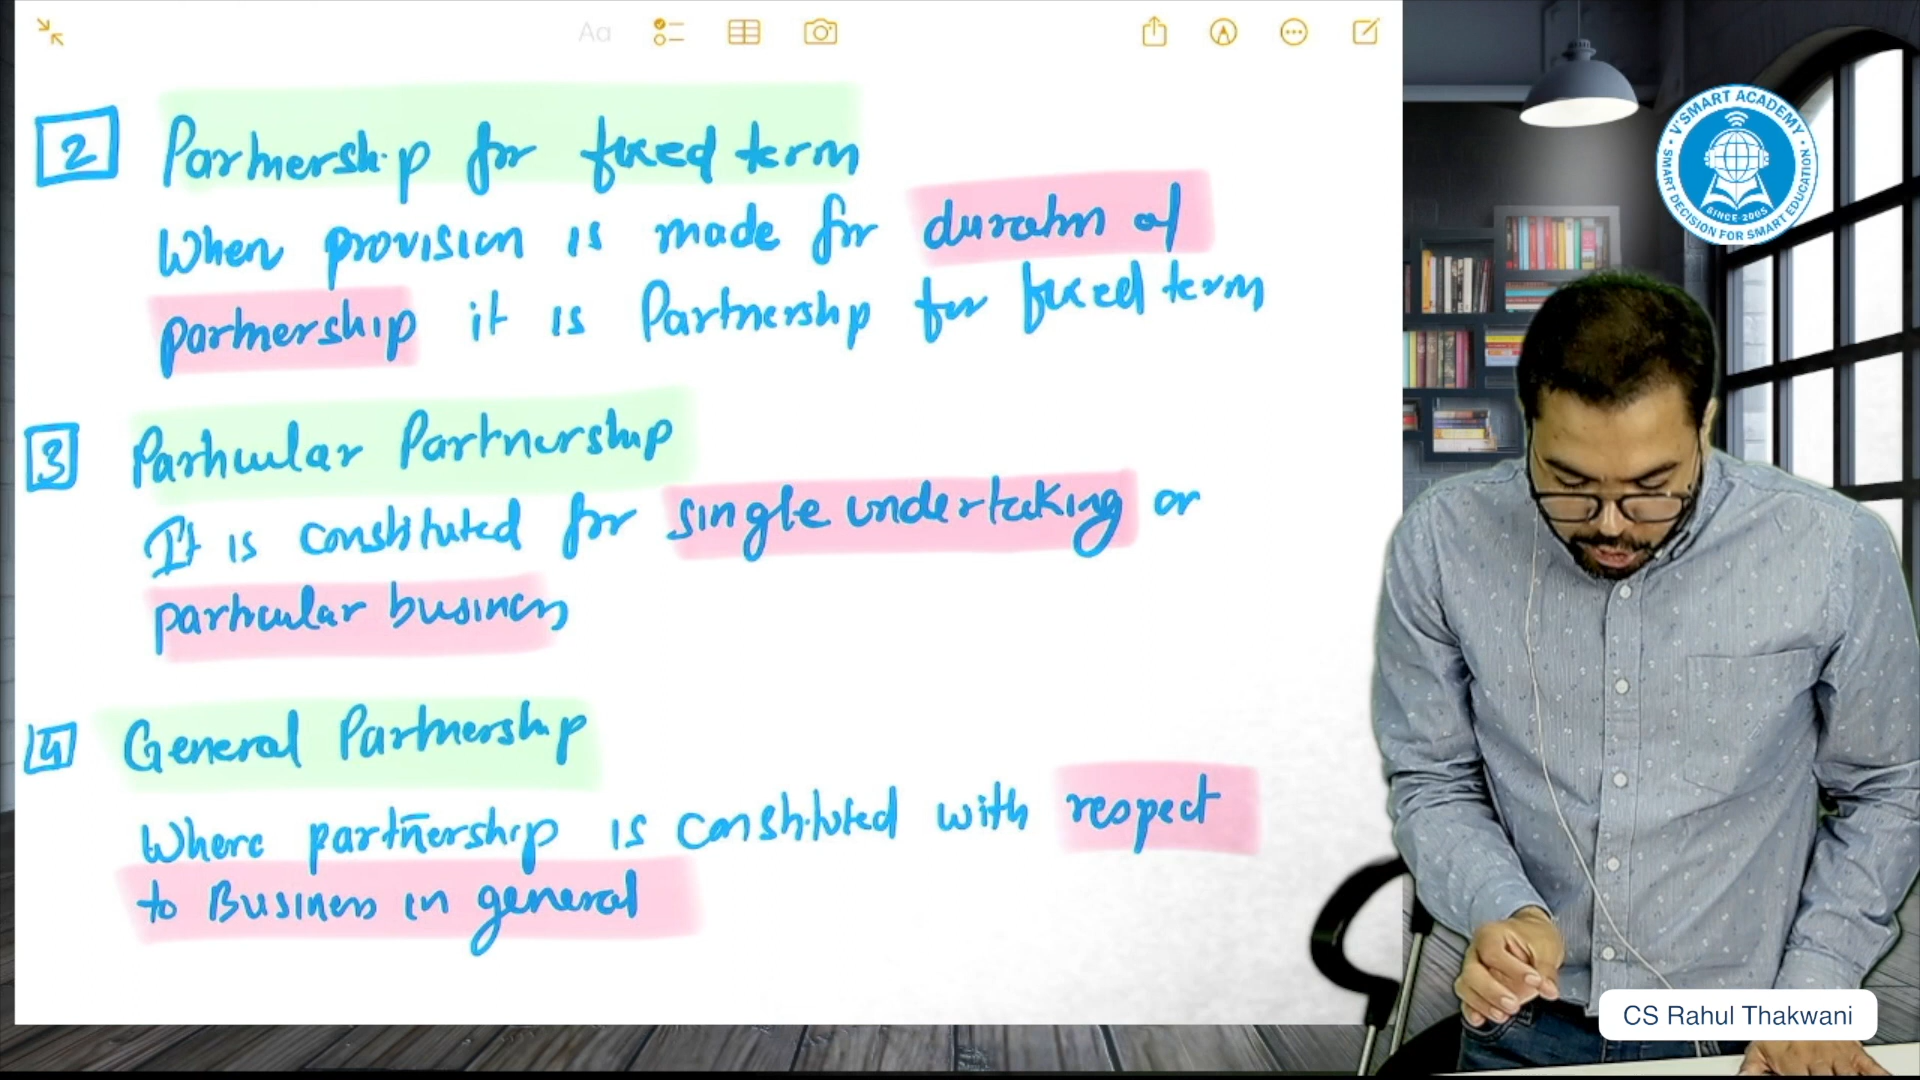 Aa
2 Partnership for fixed term
When provision is made for duration of
partnership it is Partnership for fixed term
3 Particular Partnership
It is constituted for single undertaking or
particular business
4 General Partnership
Where partnership is constituted with respect
to Business in general
V'SMART ACADEMY
SMART DECISION FOR SMART EDUCATION
SINCE-2005
CS Rahul Thakwani